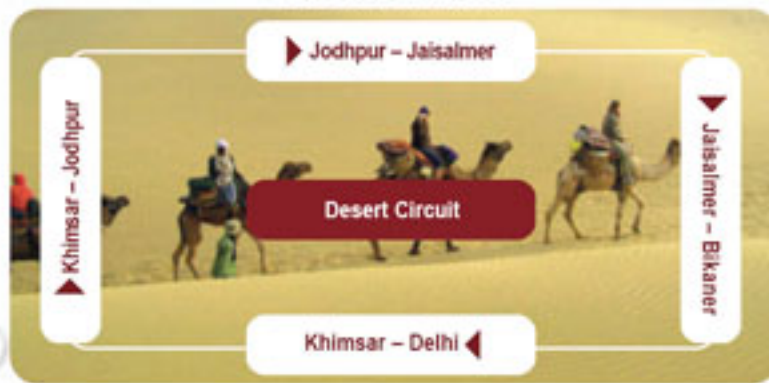 Jodhpur – Jaisalmer
Khimsar – Jodhpur
Desert Circuit
Jaisalmer – Bikaner
Khimsar – Delhi